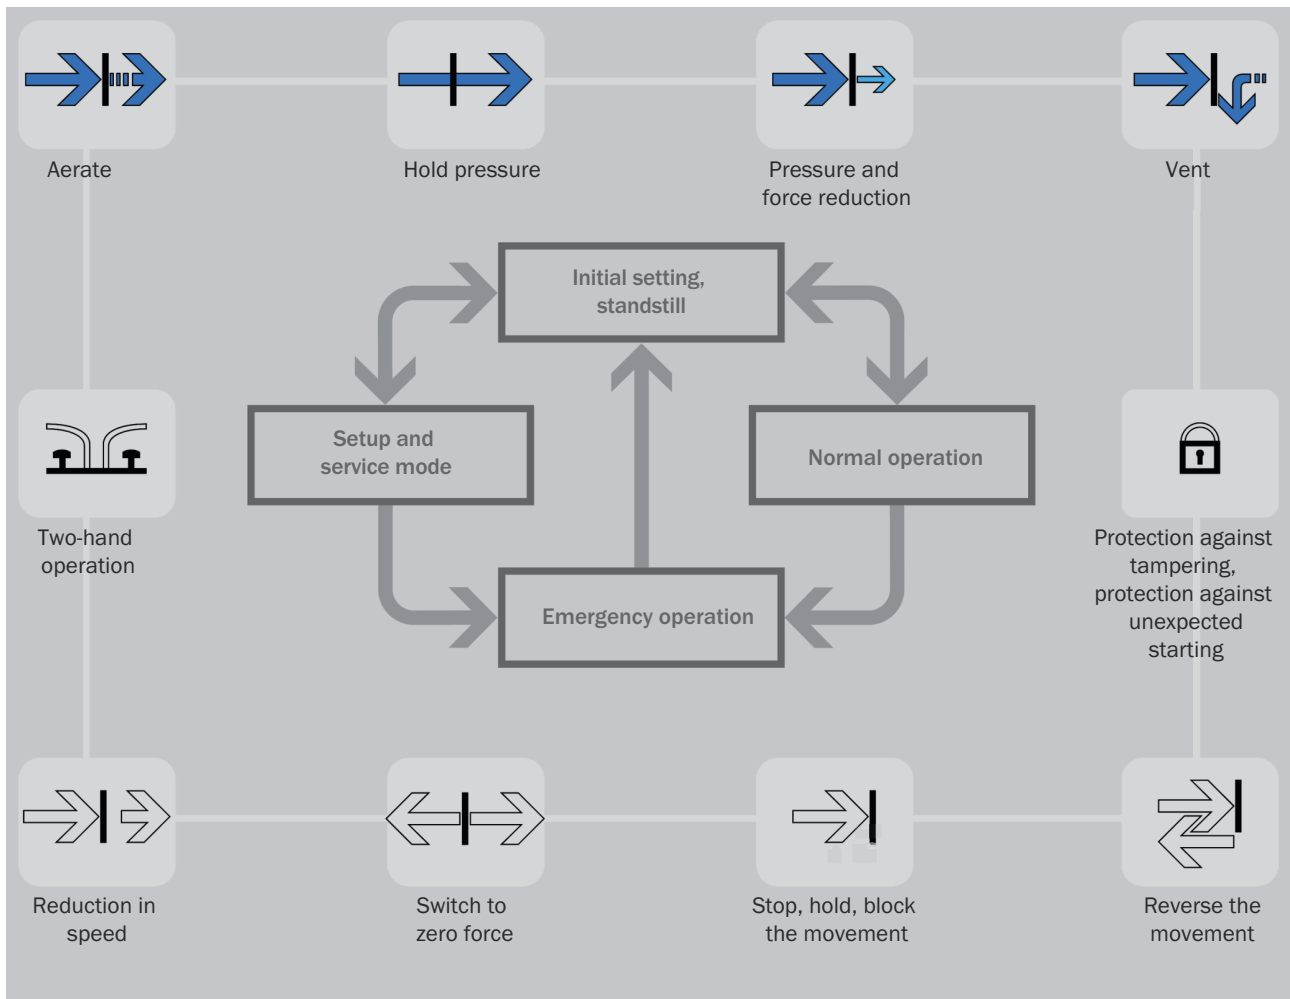 Aerate
Hold pressure
Pressure and
force reduction
Vent
Initial setting,
standstill
Setup and
service mode
Normal operation
Emergency operation
Two-hand
operation
Protection against
tampering,
protection against
unexpected
starting
Reduction in
speed
Switch to
zero force
Stop, hold, block
the movement
Reverse the
movement